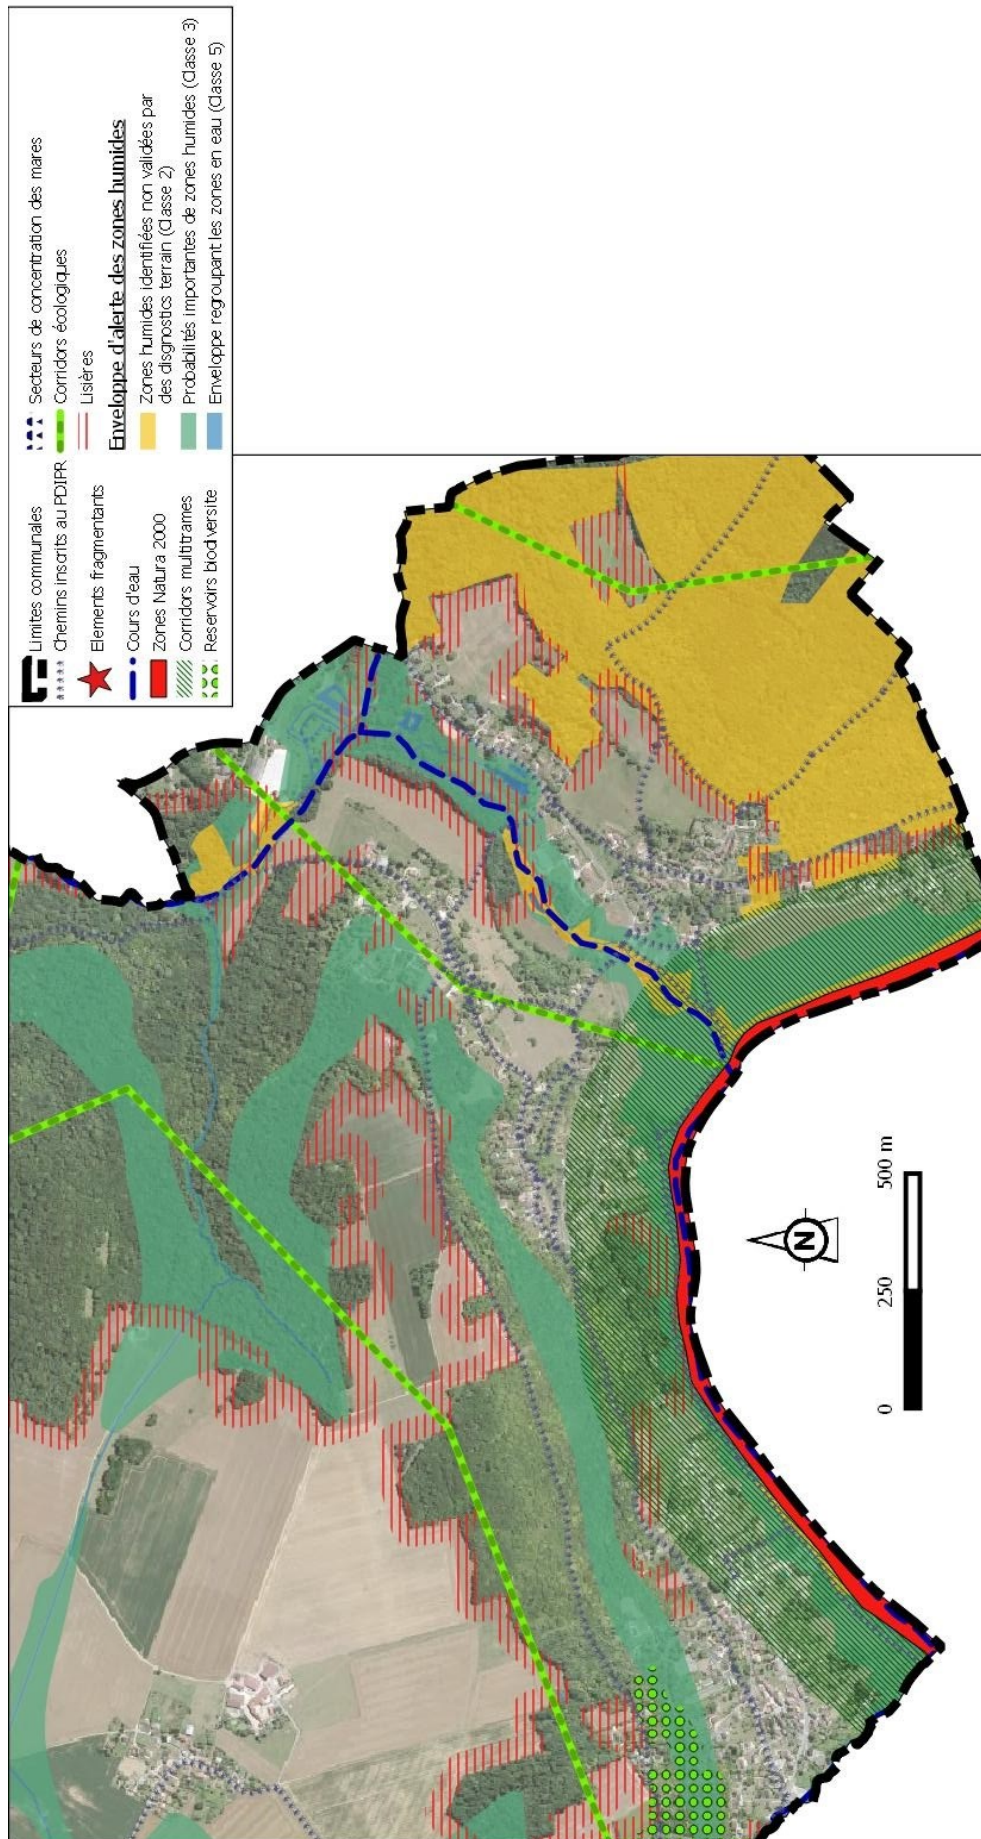 Limites communales
Chemins inscrits au PDIPR
Elements fragmentants
Cours d'eau
Zones Natura 2000
Corridors multitrames
Reservoirs biodiversite
Secteurs de concentration des mares
Corridors écologiques
Lisières
Enveloppe d'alerte des zones humides
Zones humides identifiées non validées par
des disgnostics terrain (Classe 2)
Probabilités importantes de zones humides (Classe 3)
Enveloppe regroupant les zones en eau (Classe 5)
N
0 250 500 m